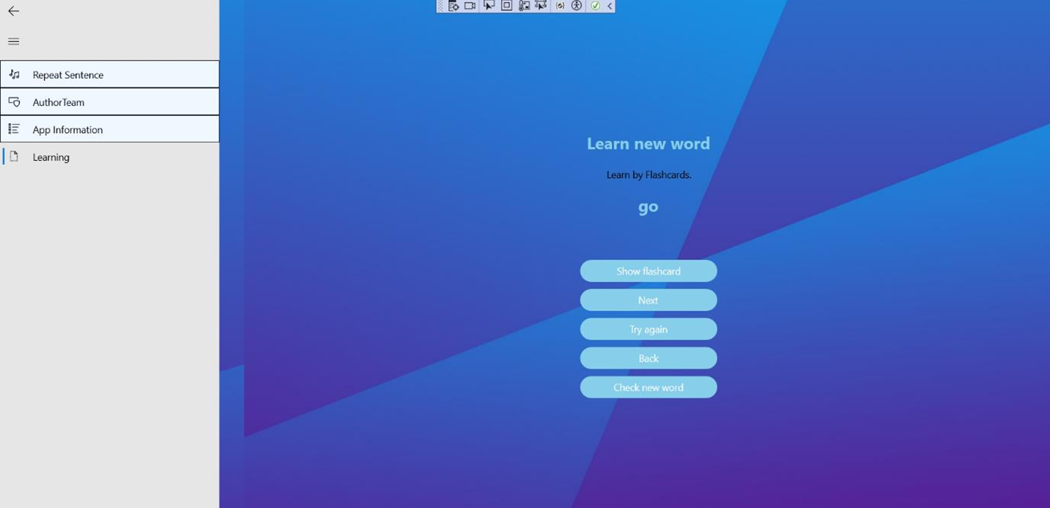 Repeat Sentence
AuthorTeam
App Information
Learning
Learn new word
Learn by Flashcards.
go
Show flashcard
Next
Try again
Back
Check new word